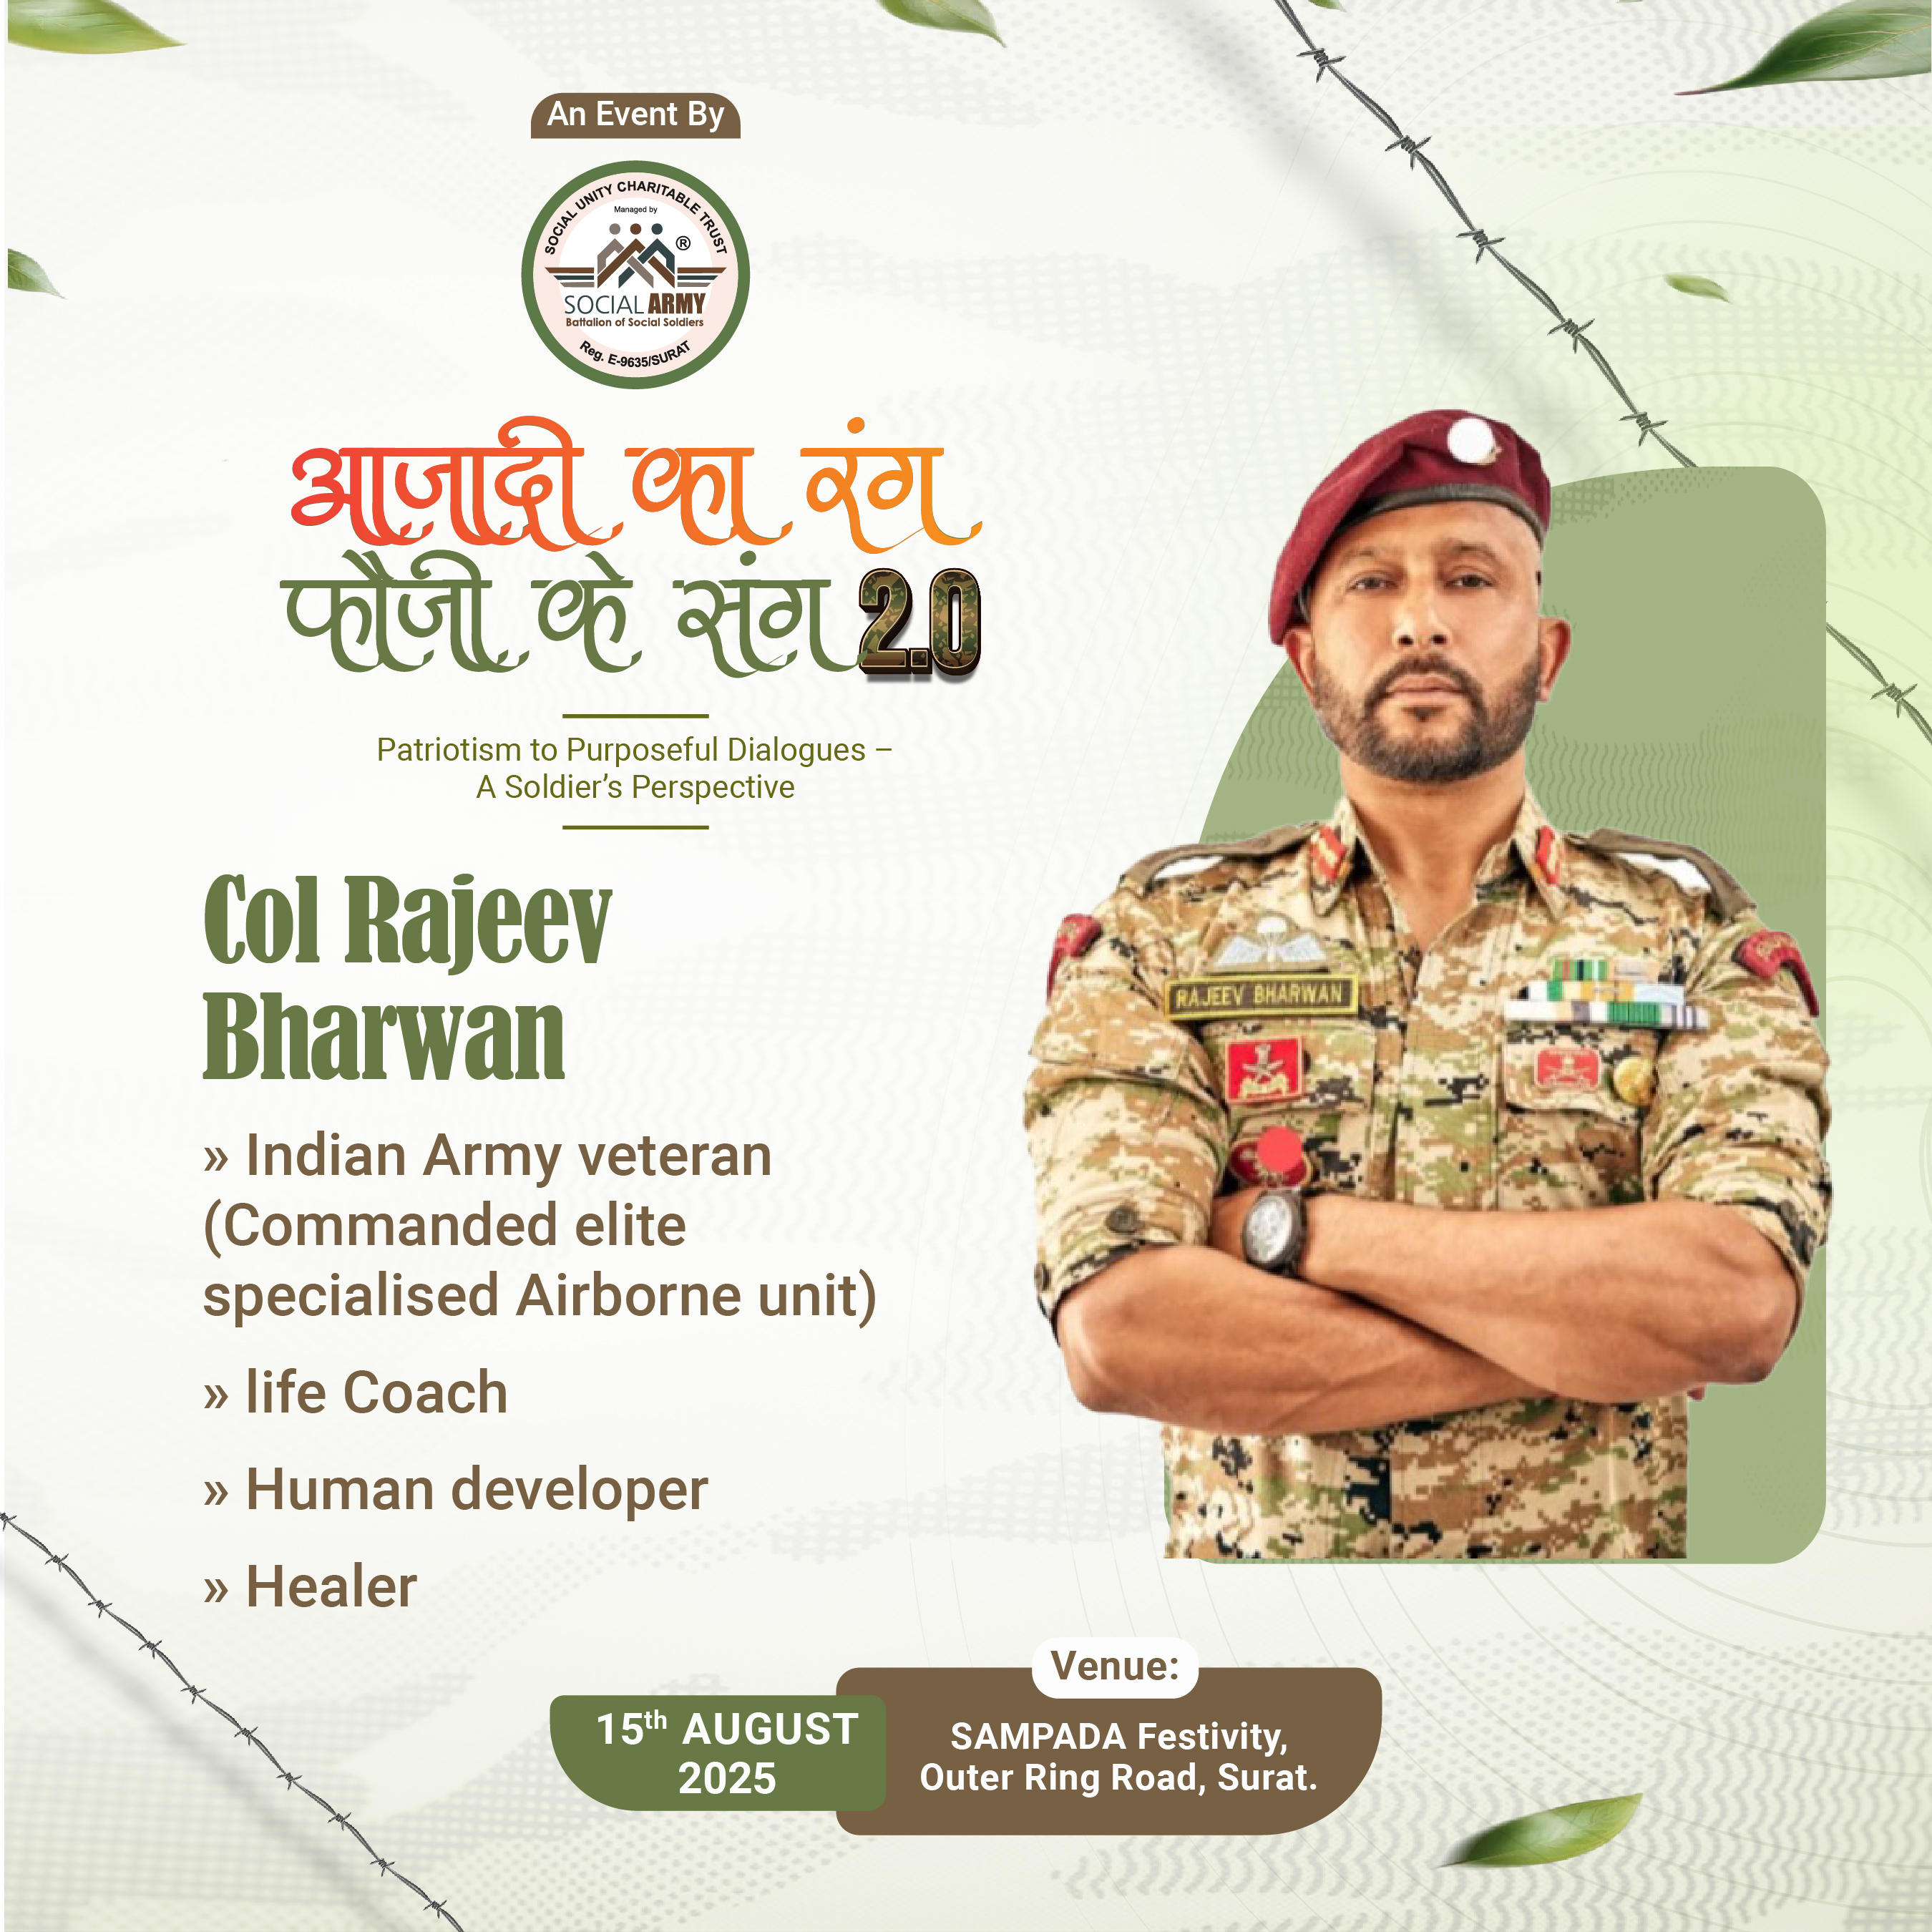 An Event By
SOCIAL UNITY CHARITABLE TRUST
Managed by
®
SOCIAL ARMY
Battalion of Social Soldiers
Reg. E-9635/SURAT
आज़ादी का रंग
फौजी के संग 2.0
Patriotism to Purposeful Dialogues –
A Soldier’s Perspective
Col Rajeev
Bharwan
RAJEEV BHARWAN
» Indian Army veteran
(Commanded elite
specialised Airborne unit)
» life Coach
» Human developer
» Healer
Venue:
15th AUGUST
2025
SAMPADA Festivity,
Outer Ring Road, Surat.